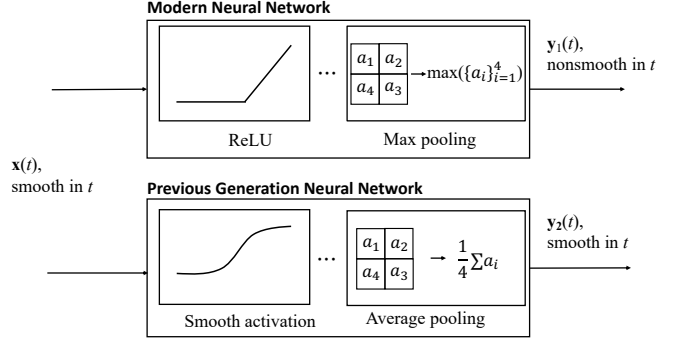 Modern Neural Network
a₁ a₂
a₄ a₃
...
max({aᵢ}⁴ᵢ₌₁)
ReLU
Max pooling
y₁(t),
nonsmooth in t
x(t),
smooth in t
Previous Generation Neural Network
a₁ a₂
a₄ a₃
...
1/4 ∑aᵢ
Smooth activation
Average pooling
y₂(t),
smooth in t